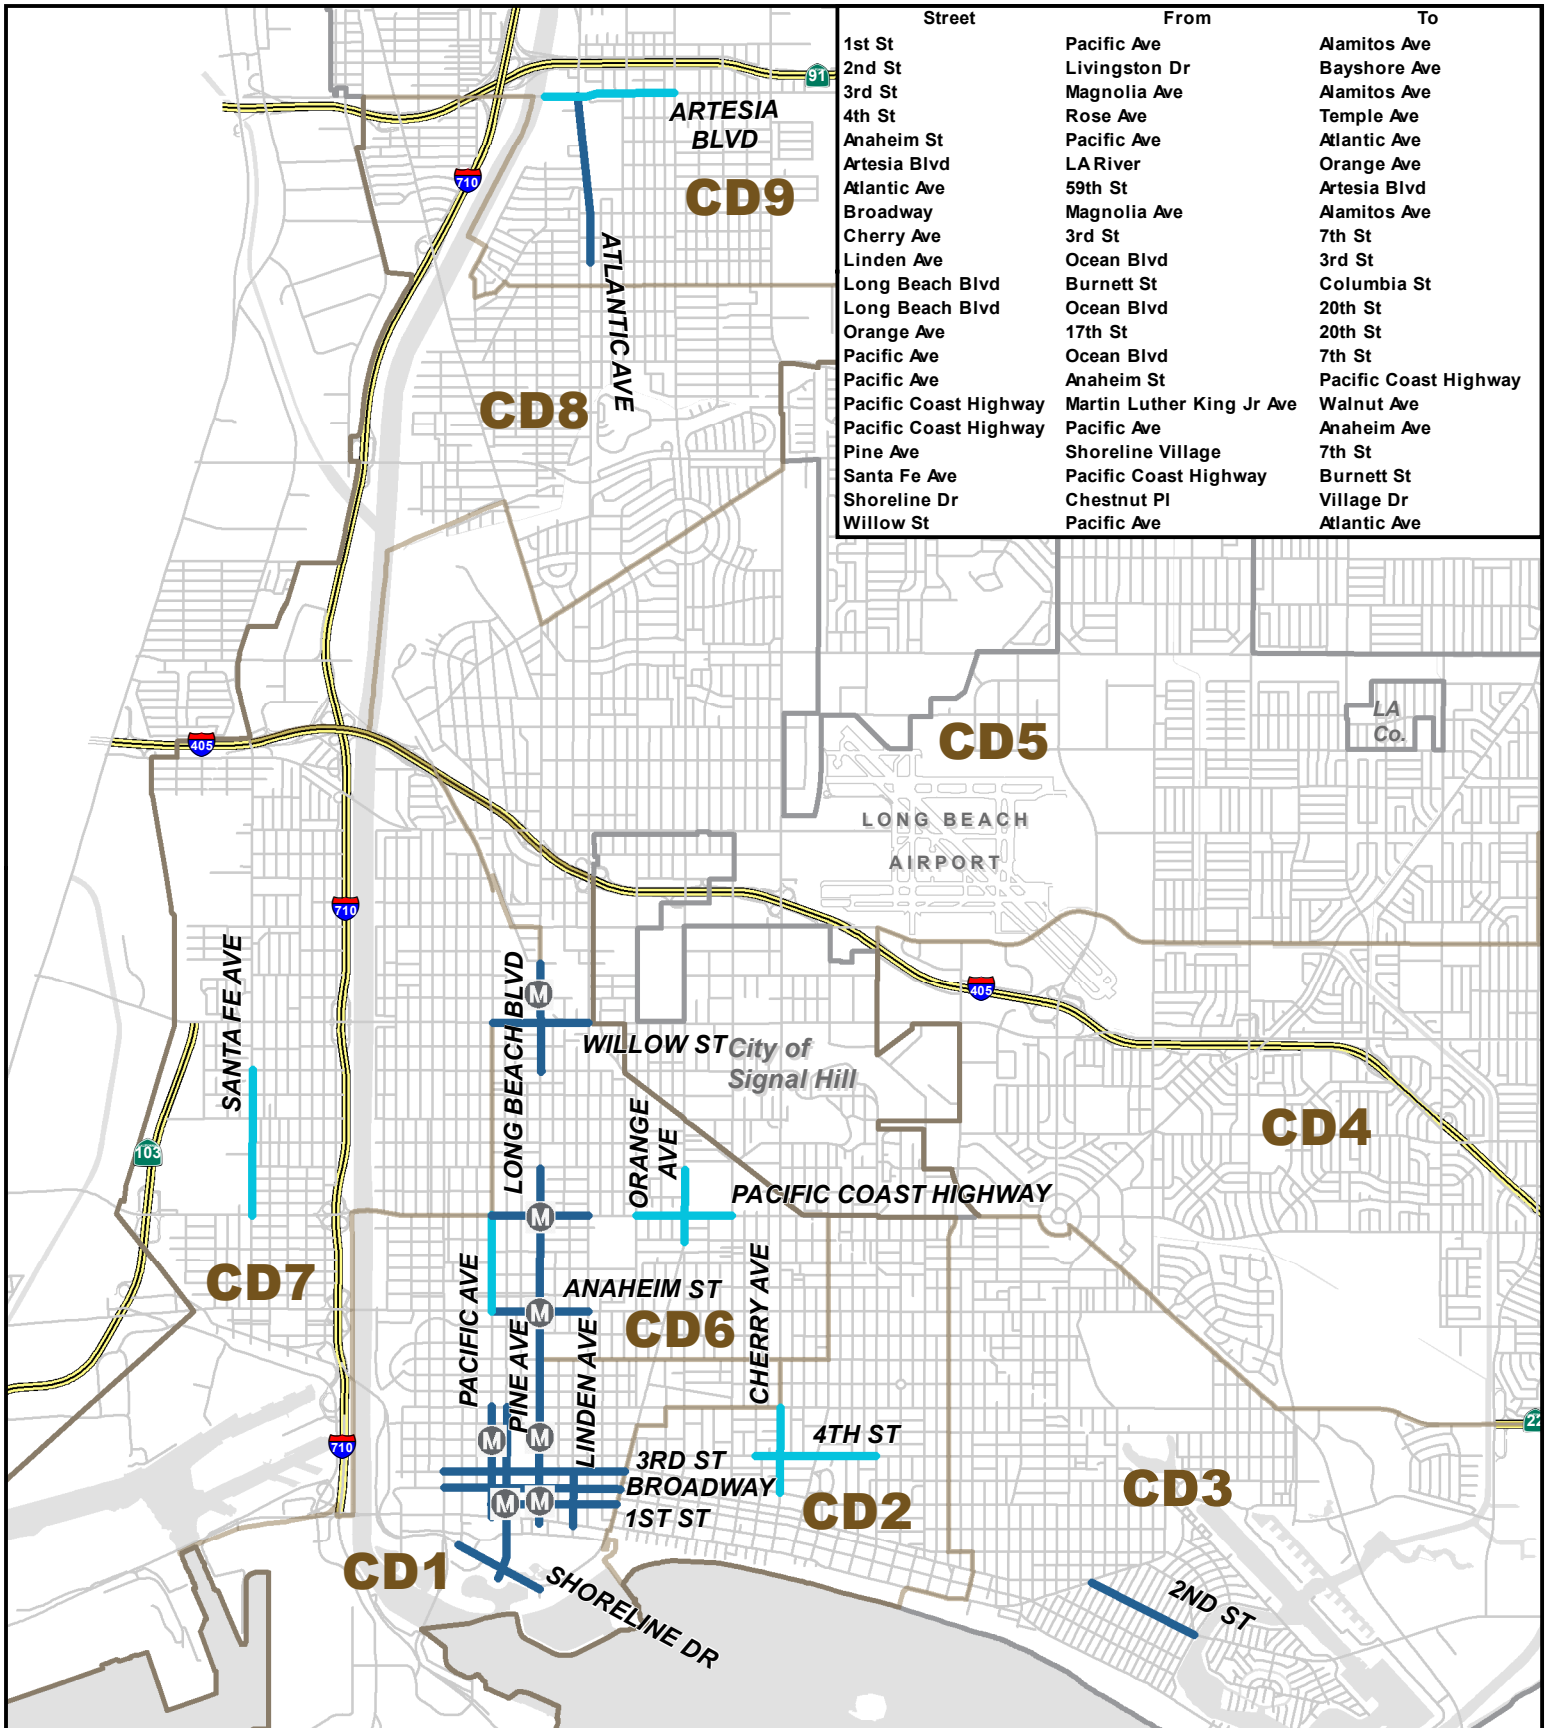 Street From To
1st St Pacific Ave Alamitos Ave
2nd St Livingston Dr Bayshore Ave
3rd St Magnolia Ave Alamitos Ave
4th St Rose Ave Temple Ave
Anaheim St Pacific Ave Atlantic Ave
Artesia Blvd LA River Orange Ave
Atlantic Ave 59th St Artesia Blvd
Broadway Magnolia Ave Alamitos Ave
Cherry Ave 3rd St 7th St
Linden Ave Ocean Blvd 3rd St
Long Beach Blvd Burnett St Columbia St
Long Beach Blvd Ocean Blvd 20th St
Orange Ave 17th St 20th St
Pacific Ave Ocean Blvd 7th St
Pacific Ave Anaheim St Pacific Coast Highway
Pacific Coast Highway Martin Luther King Jr Ave Walnut Ave
Pacific Coast Highway Pacific Ave Anaheim Ave
Pine Ave Shoreline Village 7th St
Santa Fe Ave Pacific Coast Highway Burnett St
Shoreline Dr Chestnut Pl Village Dr
Willow St Pacific Ave Atlantic Ave
91
ARTESIA
BLVD
710
CD9
ATLANTIC AVE
CD8
LA
Co.
405
CD5
LONG BEACH
AIRPORT
710
SANTA FE AVE
LONG BEACH BLVD
M
405
WILLOW ST
City of
Signal Hill
ORANGE
AVE
CD4
103
PACIFIC COAST HIGHWAY
M
CD7
PACIFIC AVE
ANAHEIM ST
M
CD6
CHERRY AVE
PINE AVE
LINDEN AVE
22
710
M
M
4TH ST
3RD ST
BROADWAY
CD3
M
M
1ST ST
CD2
CD1
SHORELINE DR
2ND ST